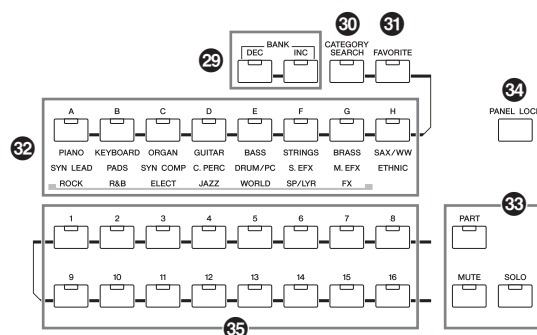 30 31
BANK CATEGORY SEARCH FAVORITE
29 DEC INC
34
PANEL LOCK
A B C D E F G H
32
PIANO KEYBOARD ORGAN GUITAR BASS STRINGS BRASS SAX/WW
SYN LEAD PADS SYN COMP C. PERC DRUM/PC S. EFX M. EFX ETHNIC
ROCK R&B ELECT JAZZ WORLD SP/LYR FX
33
1 2 3 4 5 6 7 8 PART
9 10 11 12 13 14 15 16 MUTE SOLO
35